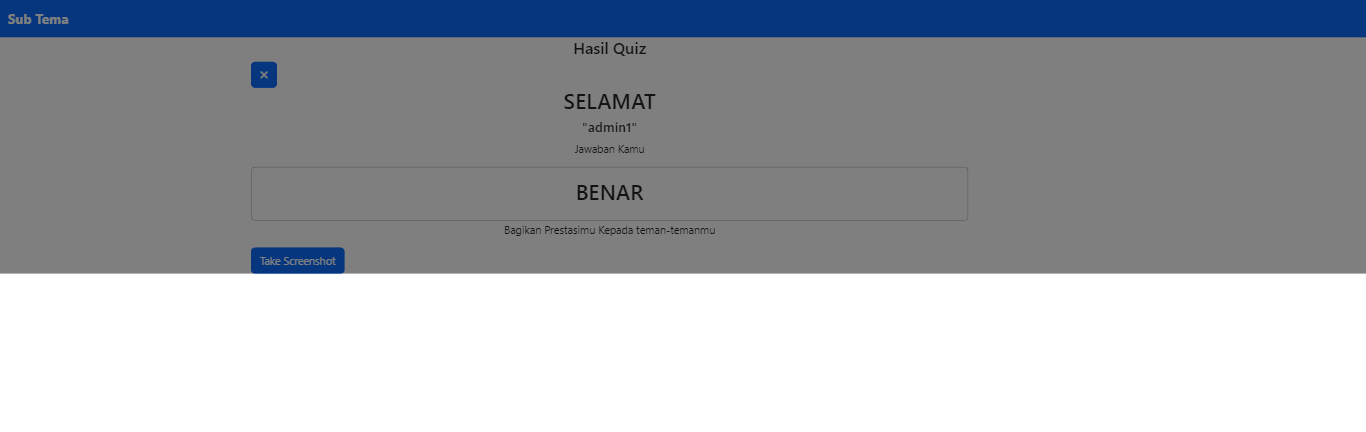 Sub Tema
Hasil Quiz
×
SELAMAT
"admin1"
Jawaban Kamu
BENAR
Bagikan Prestasimu Kepada teman-temanmu
Take Screenshot